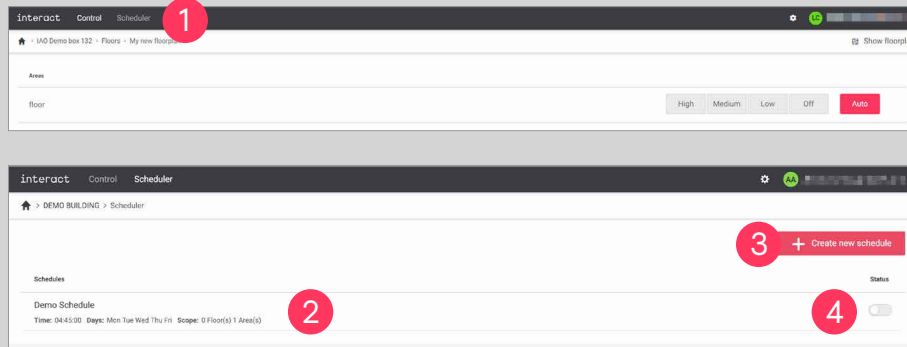 interact Control Scheduler 1 LC
IAO Demo box 132 > Floors > My new floorpla Show floorpl
Areas
floor High Medium Low Off Auto
interact Control Scheduler AA
> DEMO BUILDING > Scheduler
3 + Create new schedule
Schedules Status
Demo Schedule
Time: 04:45:00 Days: Mon Tue Wed Thu Fri Scope: 0 Floor(s) 1 Area(s) 2 4